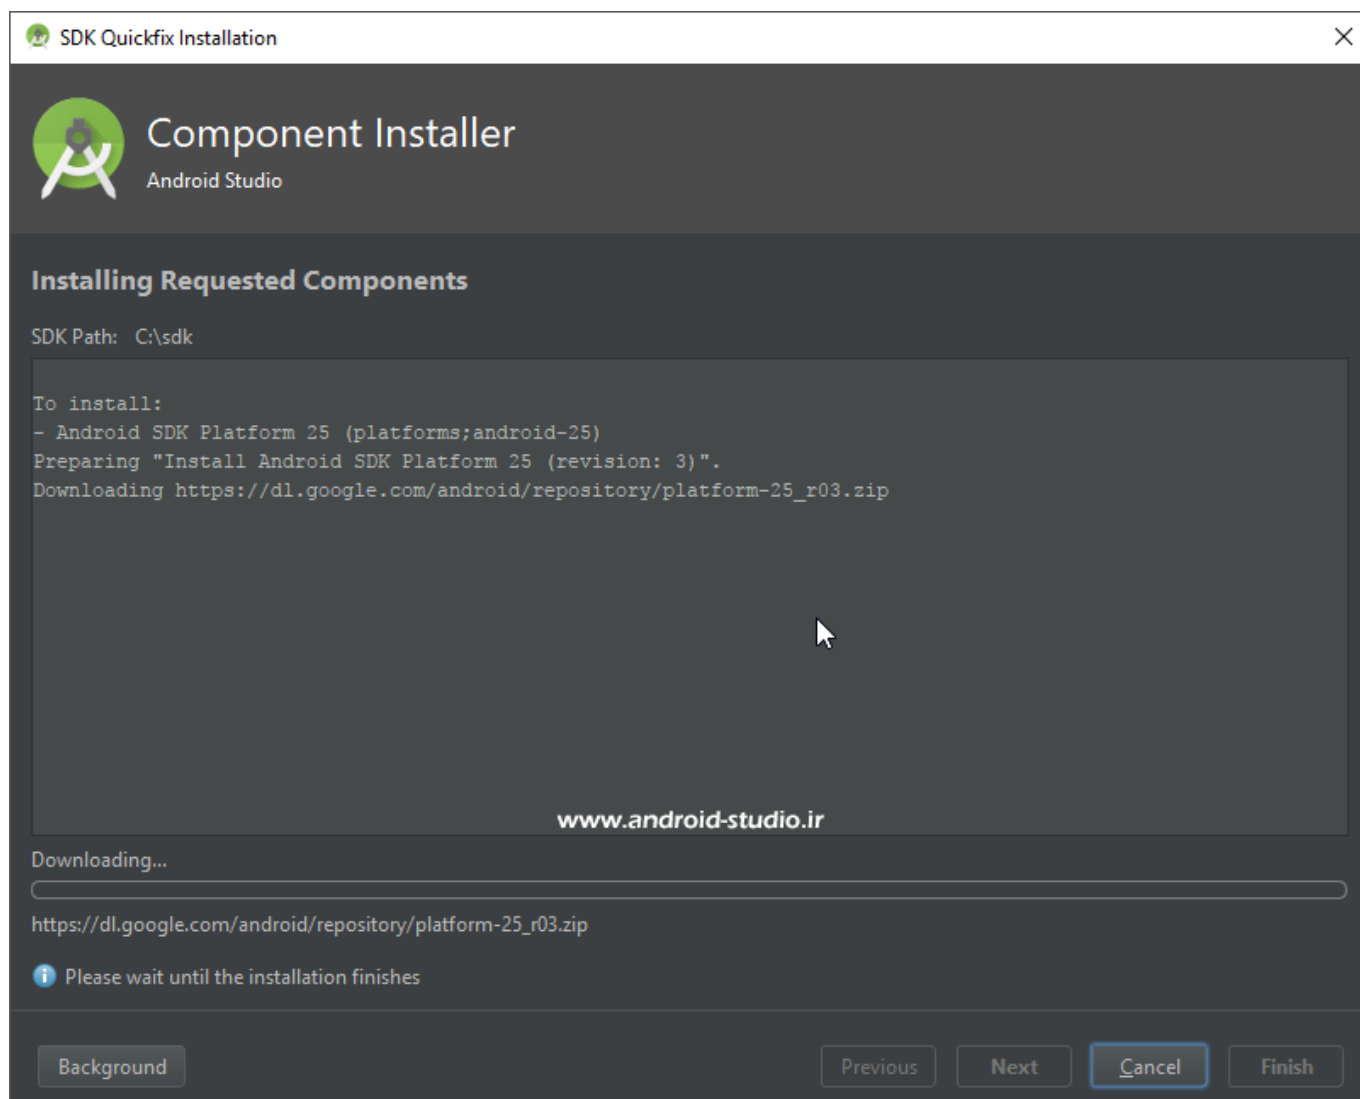 SDK Quickfix Installation
Component Installer
Android Studio
Installing Requested Components
SDK Path: C:\sdk
To install:
- Android SDK Platform 25 (platforms;android-25)
Preparing "Install Android SDK Platform 25 (revision: 3)".
Downloading https://dl.google.com/android/repository/platform-25_r03.zip
www.android-studio.ir
Downloading...
https://dl.google.com/android/repository/platform-25_r03.zip
Please wait until the installation finishes
Background Previous Next Cancel Finish